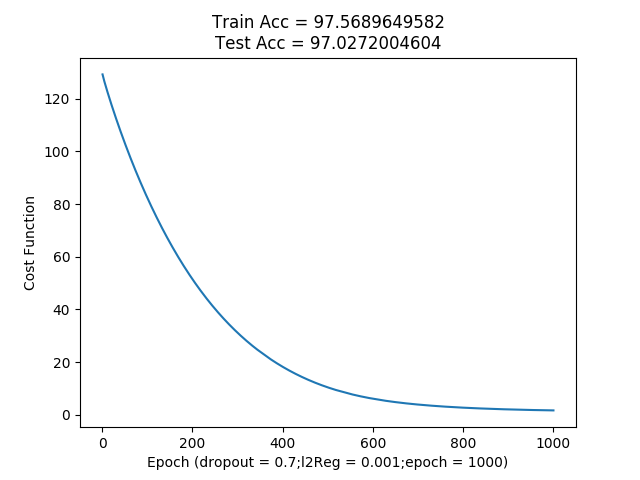 Train Acc = 97.5689649582
Test Acc = 97.0272004604
120
100
80
60
40
20
0
Cost Function
0 200 400 600 800 1000
Epoch (dropout = 0.7;l2Reg = 0.001;epoch = 1000)